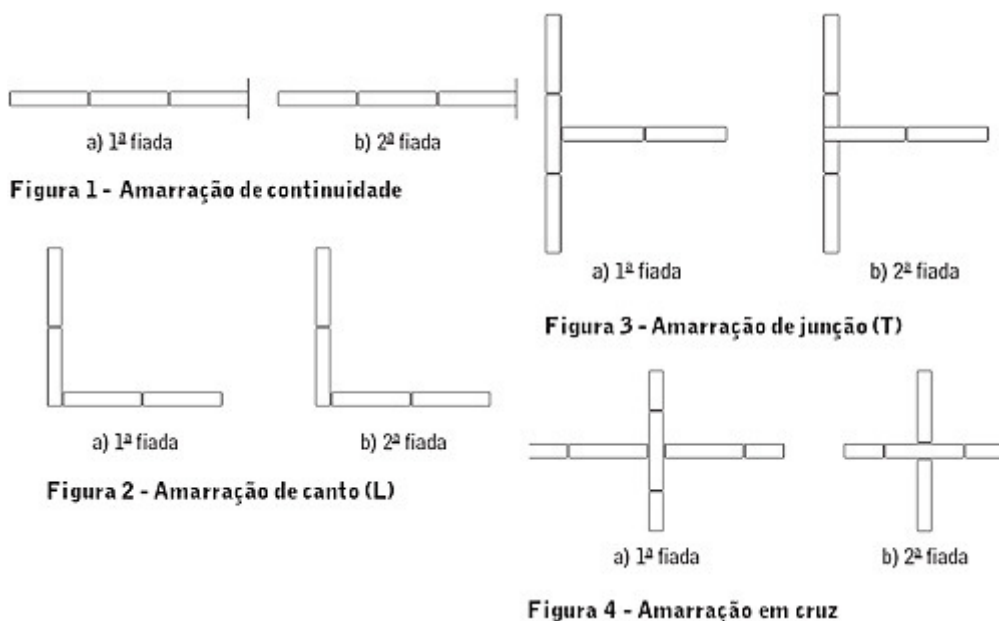 a) 1ª fiada
b) 2ª fiada
Figura 1 - Amarração de continuidade
a) 1ª fiada
b) 2ª fiada
Figura 2 - Amarração de canto (L)
a) 1ª fiada
b) 2ª fiada
Figura 3 - Amarração de junção (T)
a) 1ª fiada
b) 2ª fiada
Figura 4 - Amarração em cruz